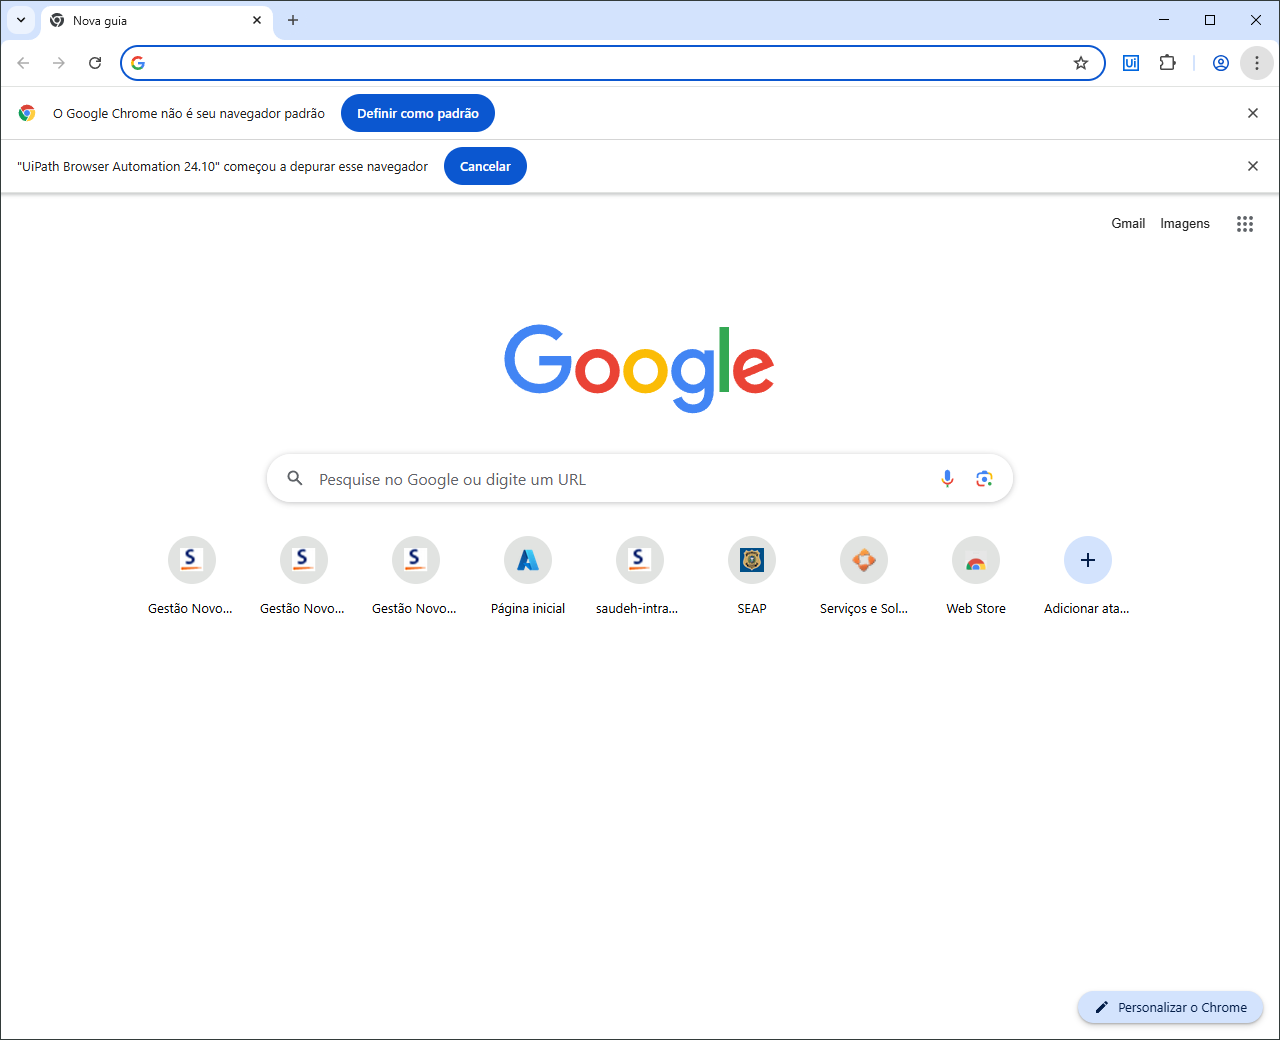 Nova guia
Ui
O Google Chrome não é seu navegador padrão
Definir como padrão
"UiPath Browser Automation 24.10" começou a depurar esse navegador
Cancelar
Gmail
Imagens
Google
Pesquise no Google ou digite um URL
Gestão Novo...
Gestão Novo...
Gestão Novo...
Página inicial
saudeh-intra...
SEAP
Serviços e Sol...
Web Store
Adicionar ata...
Personalizar o Chrome